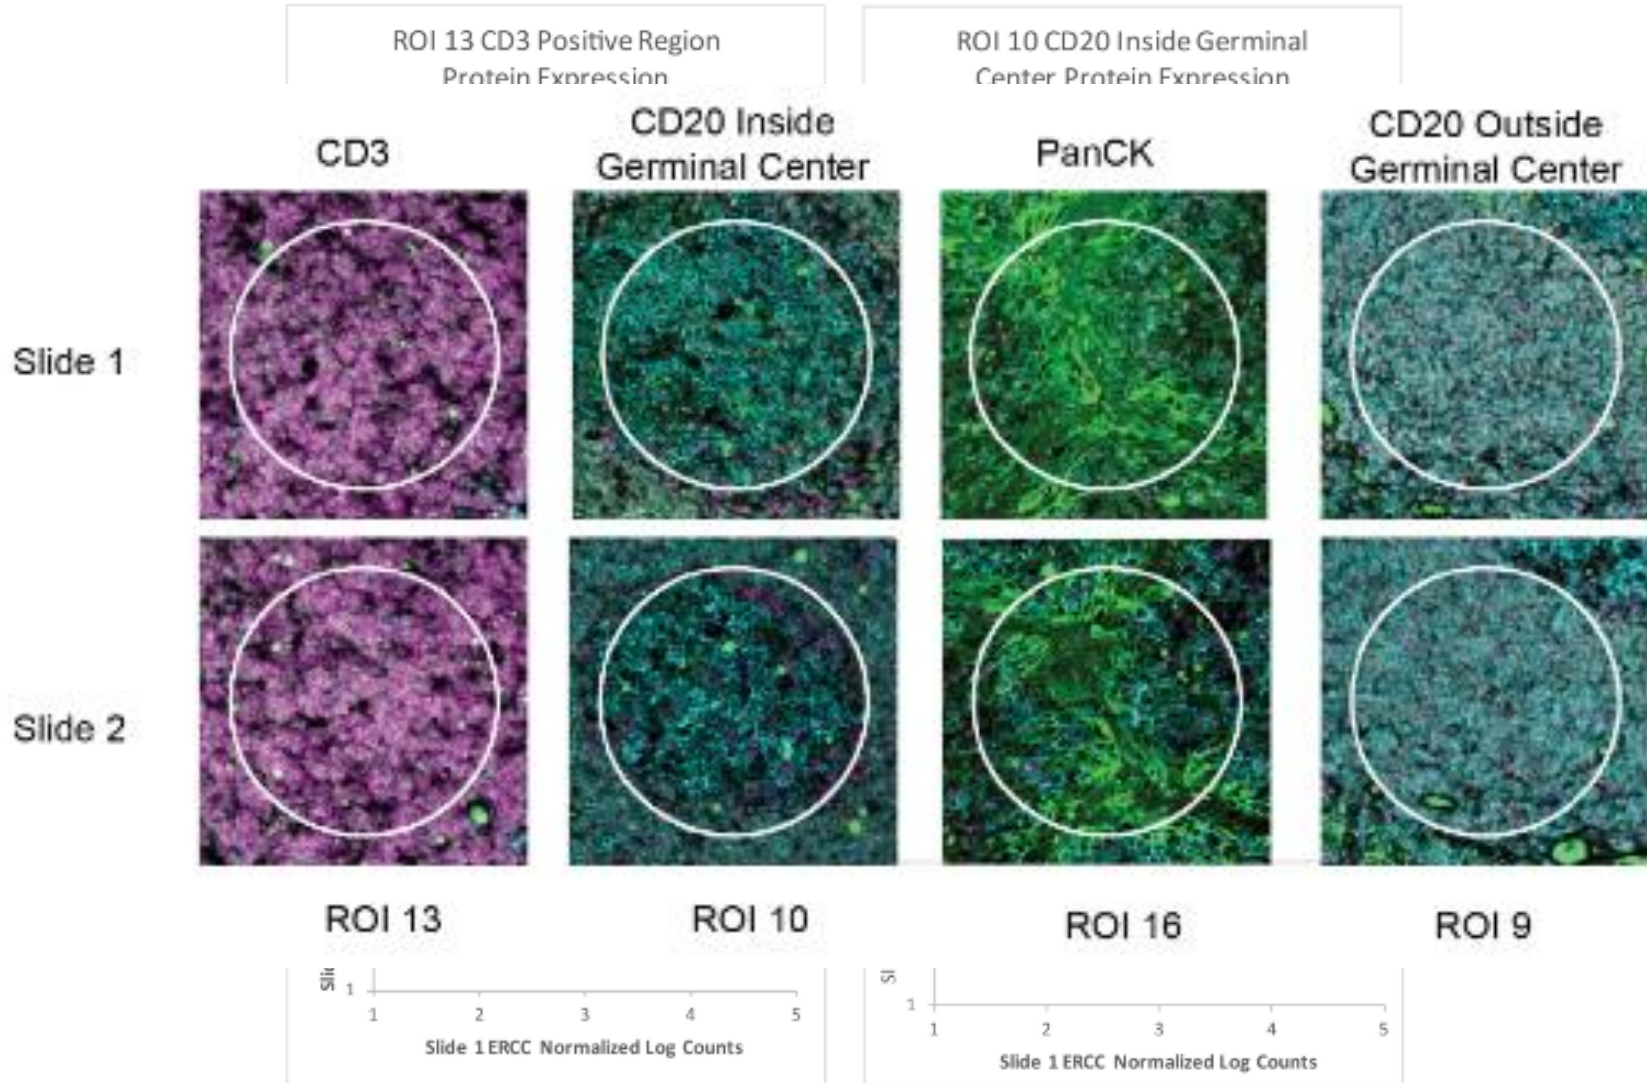 ROI 13 CD3 Positive Region
Protein Expression
ROI 10 CD20 Inside Germinal
Center Protein Expression
CD3
CD20 Inside
Germinal Center
PanCK
CD20 Outside
Germinal Center
Slide 1
Slide 2
ROI 13
ROI 10
ROI 16
ROI 9
1
1 2 3 4 5
Slide 1 ERCC Normalized Log Counts
1
1 2 3 4 5
Slide 1 ERCC Normalized Log Counts